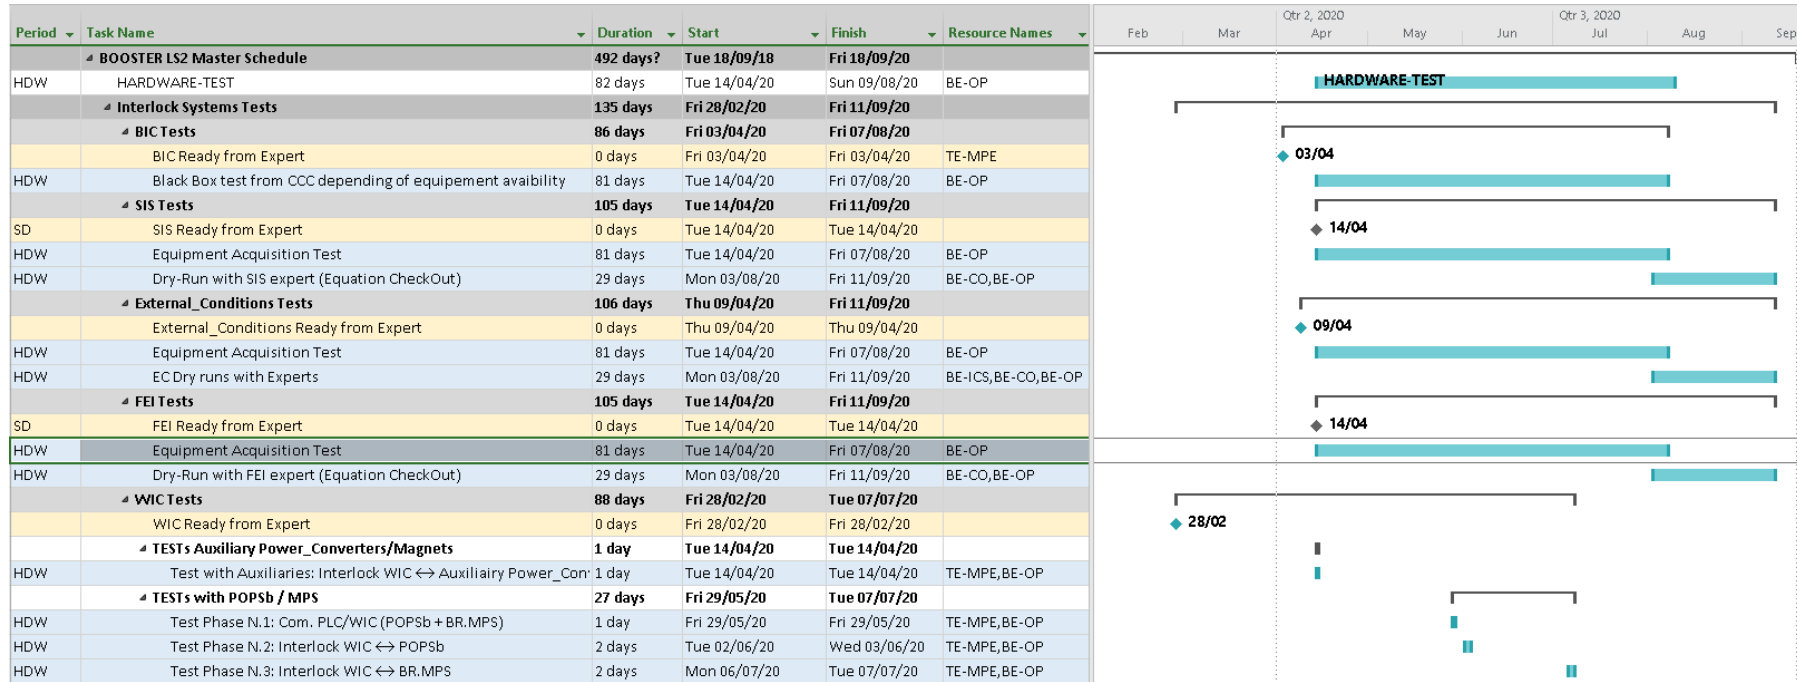 Qtr 2, 2020 Qtr 3, 2020
Period Task Name Duration Start Finish Resource Names Feb Mar Apr May Jun Jul Aug Sep
BOOSTER LS2 Master Schedule 492 days? Tue 18/09/18 Fri 18/09/20
HDW HARDWARE-TEST 82 days Tue 14/04/20 Sun 09/08/20 BE-OP HARDWARE-TEST
Interlock Systems Tests 135 days Fri 28/02/20 Fri 11/09/20
BIC Tests 86 days Fri 03/04/20 Fri 07/08/20
BIC Ready from Expert 0 days Fri 03/04/20 Fri 03/04/20 TE-MPE 03/04
HDW Black Box test from CCC depending of equipement avaibility 81 days Tue 14/04/20 Fri 07/08/20 BE-OP
SIS Tests 105 days Tue 14/04/20 Fri 11/09/20
SD SIS Ready from Expert 0 days Tue 14/04/20 Tue 14/04/20 14/04
HDW Equipment Acquisition Test 81 days Tue 14/04/20 Fri 07/08/20 BE-OP
HDW Dry-Run with SIS expert (Equation CheckOut) 29 days Mon 03/08/20 Fri 11/09/20 BE-CO,BE-OP
External_Conditions Tests 106 days Thu 09/04/20 Fri 11/09/20
External_Conditions Ready from Expert 0 days Thu 09/04/20 Thu 09/04/20 09/04
HDW Equipment Acquisition Test 81 days Tue 14/04/20 Fri 07/08/20 BE-OP
HDW EC Dry runs with Experts 29 days Mon 03/08/20 Fri 11/09/20 BE-ICS,BE-CO,BE-OP
FEI Tests 105 days Tue 14/04/20 Fri 11/09/20
SD FEI Ready from Expert 0 days Tue 14/04/20 Tue 14/04/20 14/04
HDW Equipment Acquisition Test 81 days Tue 14/04/20 Fri 07/08/20 BE-OP
HDW Dry-Run with FEI expert (Equation CheckOut) 29 days Mon 03/08/20 Fri 11/09/20 BE-CO,BE-OP
WIC Tests 88 days Fri 28/02/20 Tue 07/07/20
WIC Ready from Expert 0 days Fri 28/02/20 Fri 28/02/20 28/02
TESTs Auxiliary Power_Converters/Magnets 1 day Tue 14/04/20 Tue 14/04/20
HDW Test with Auxiliaries: Interlock WIC <-> Auxiliairy Power_Con 1 day Tue 14/04/20 Tue 14/04/20 TE-MPE,BE-OP
TESTs with POPSb / MPS 27 days Fri 29/05/20 Tue 07/07/20
HDW Test Phase N.1: Com. PLC/WIC (POPSb + BR.MPS) 1 day Fri 29/05/20 Fri 29/05/20 TE-MPE,BE-OP
HDW Test Phase N.2: Interlock WIC <-> POPSb 2 days Tue 02/06/20 Wed 03/06/20 TE-MPE,BE-OP
HDW Test Phase N.3: Interlock WIC <-> BR.MPS 2 days Mon 06/07/20 Tue 07/07/20 TE-MPE,BE-OP